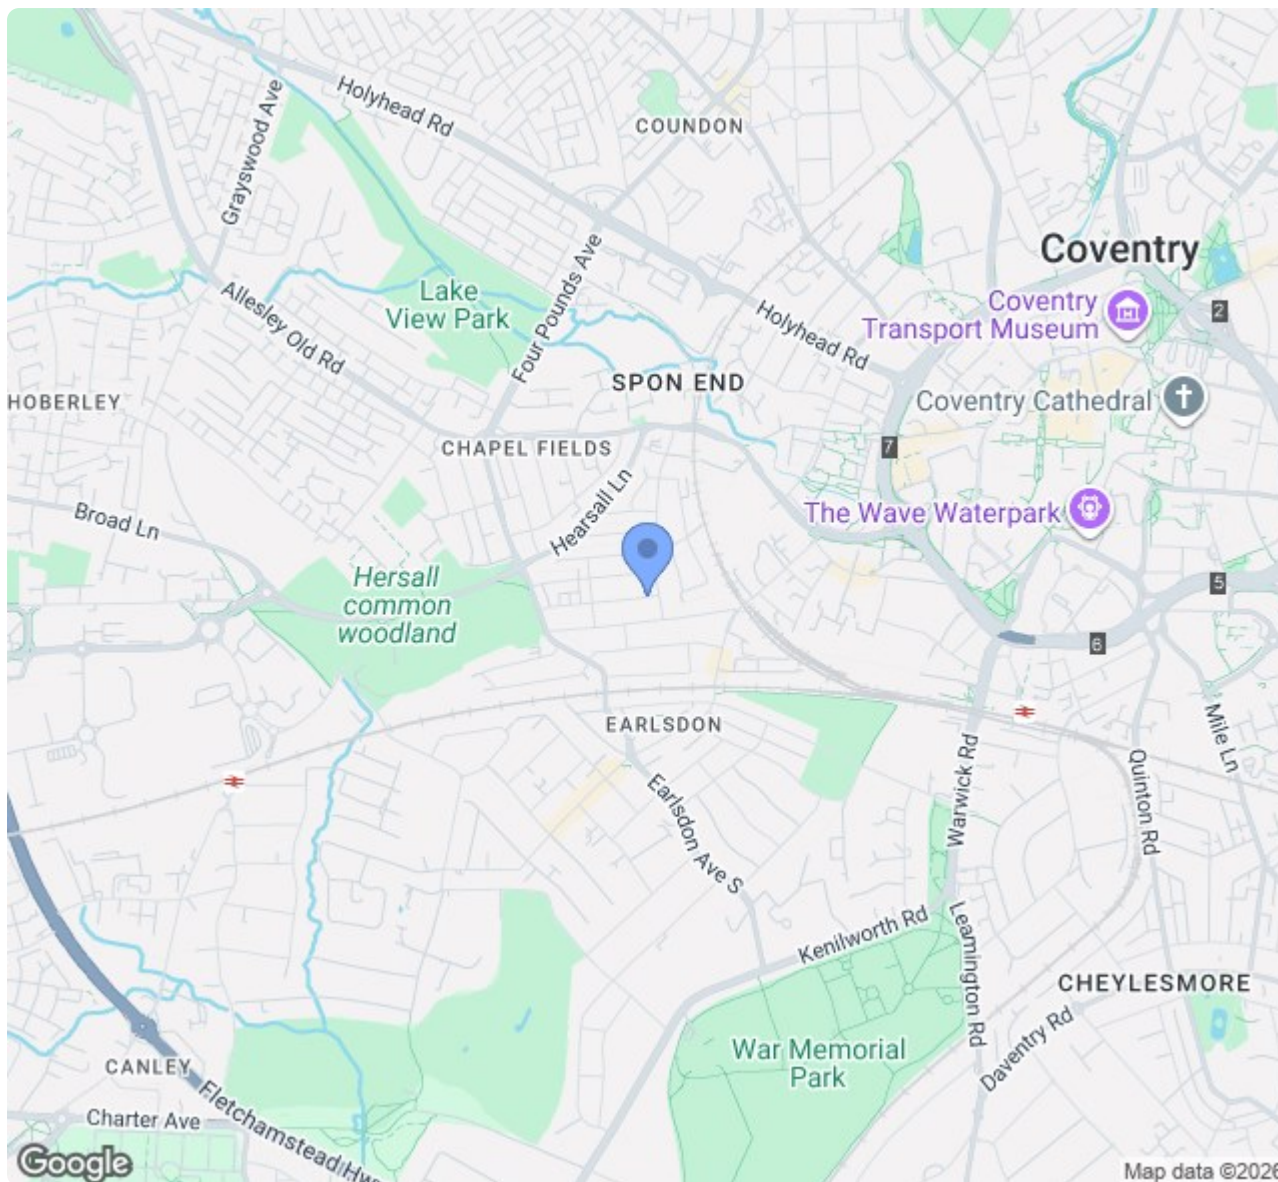 Holyhead Rd
COUNDON
Grayswood Ave
Coventry
Four Pounds Ave
Allesley Old Rd
Lake
View Park
Coventry
Transport Museum
2
Holyhead Rd
SPON END
Coventry Cathedral
HOBERLEY
CHAPEL FIELDS
7
Hearsall Ln
Broad Ln
The Wave Waterpark
Hersall
common
woodland
5
6
EARLSDON
Mile Ln
Warwick Rd
Quinton Rd
Earlsdon Ave S
Kenilworth Rd
Leamington Rd
CHEYLESMORE
War Memorial
Park
Daventry Rd
CANLEY
Charter Ave
Fletchamstead Hwy
Google
Map data ©2026